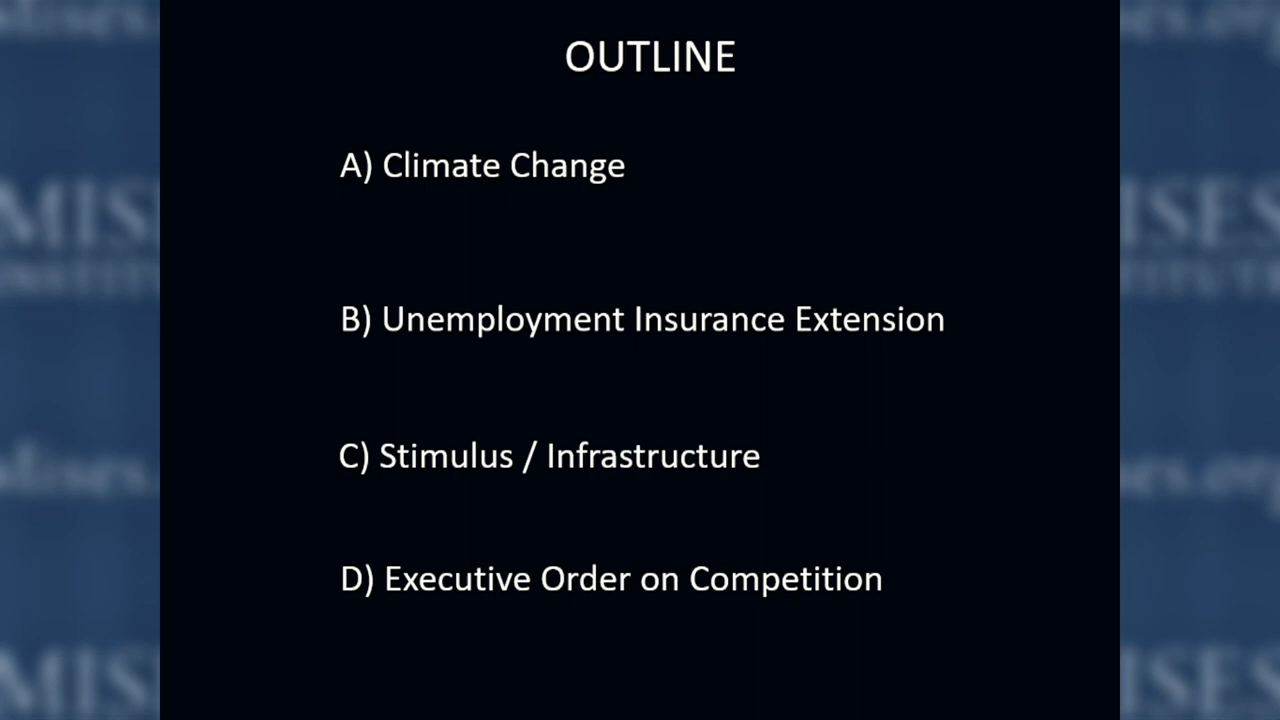 OUTLINE
A) Climate Change
B) Unemployment Insurance Extension
C) Stimulus / Infrastructure
D) Executive Order on Competition